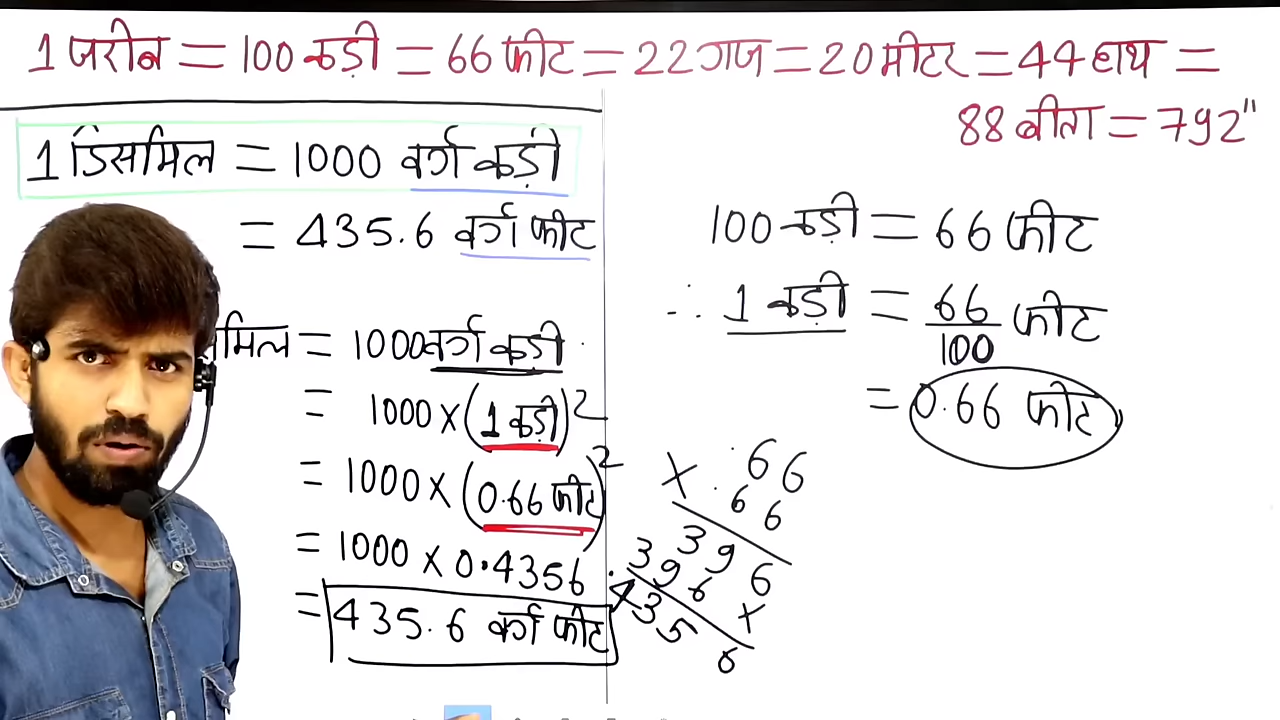 1 जरीब = 100 कड़ी = 66 फीट = 22 गज = 20 मीटर = 44 हाथ =
88 बीता = 792"
1 डिसमिल = 1000 वर्ग कड़ी
= 435.6 वर्ग फीट
समिल = 1000 वर्ग कड़ी
= 1000 × (1 कड़ी)²
= 1000 × (0.66 फीट)²
= 1000 × 0.4356
= 435.6 वर्ग फीट
100 कड़ी = 66 फीट
∴ 1 कड़ी = 66/100 फीट
= 0.66 फीट
.66
× .66
396
396×
.4356